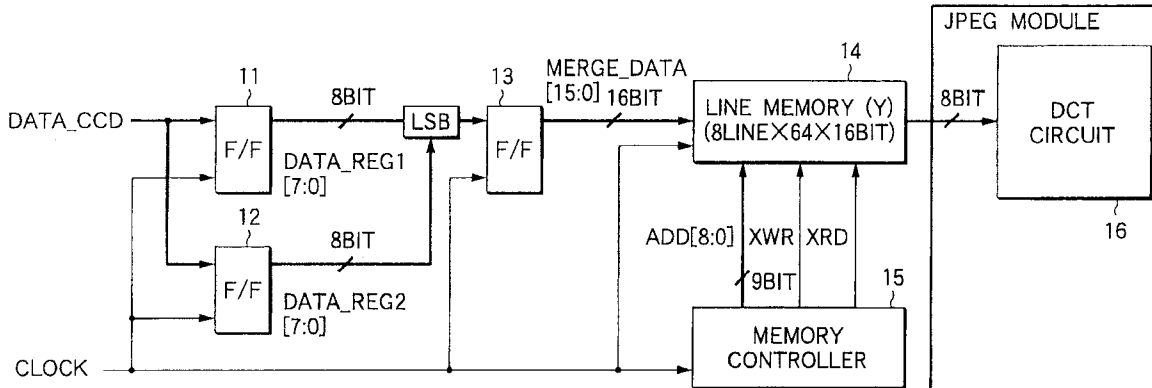 JPEG MODULE
11
12
13
14
15
16
DATA_CCD
F/F
8BIT
DATA_REG1
[7:0]
LSB
F/F
MERGE_DATA
[15:0] 16BIT
LINE MEMORY (Y)
(8LINE×64×16BIT)
8BIT
DCT
CIRCUIT
F/F
8BIT
DATA_REG2
[7:0]
ADD[8:0] XWR XRD
9BIT
MEMORY
CONTROLLER
CLOCK